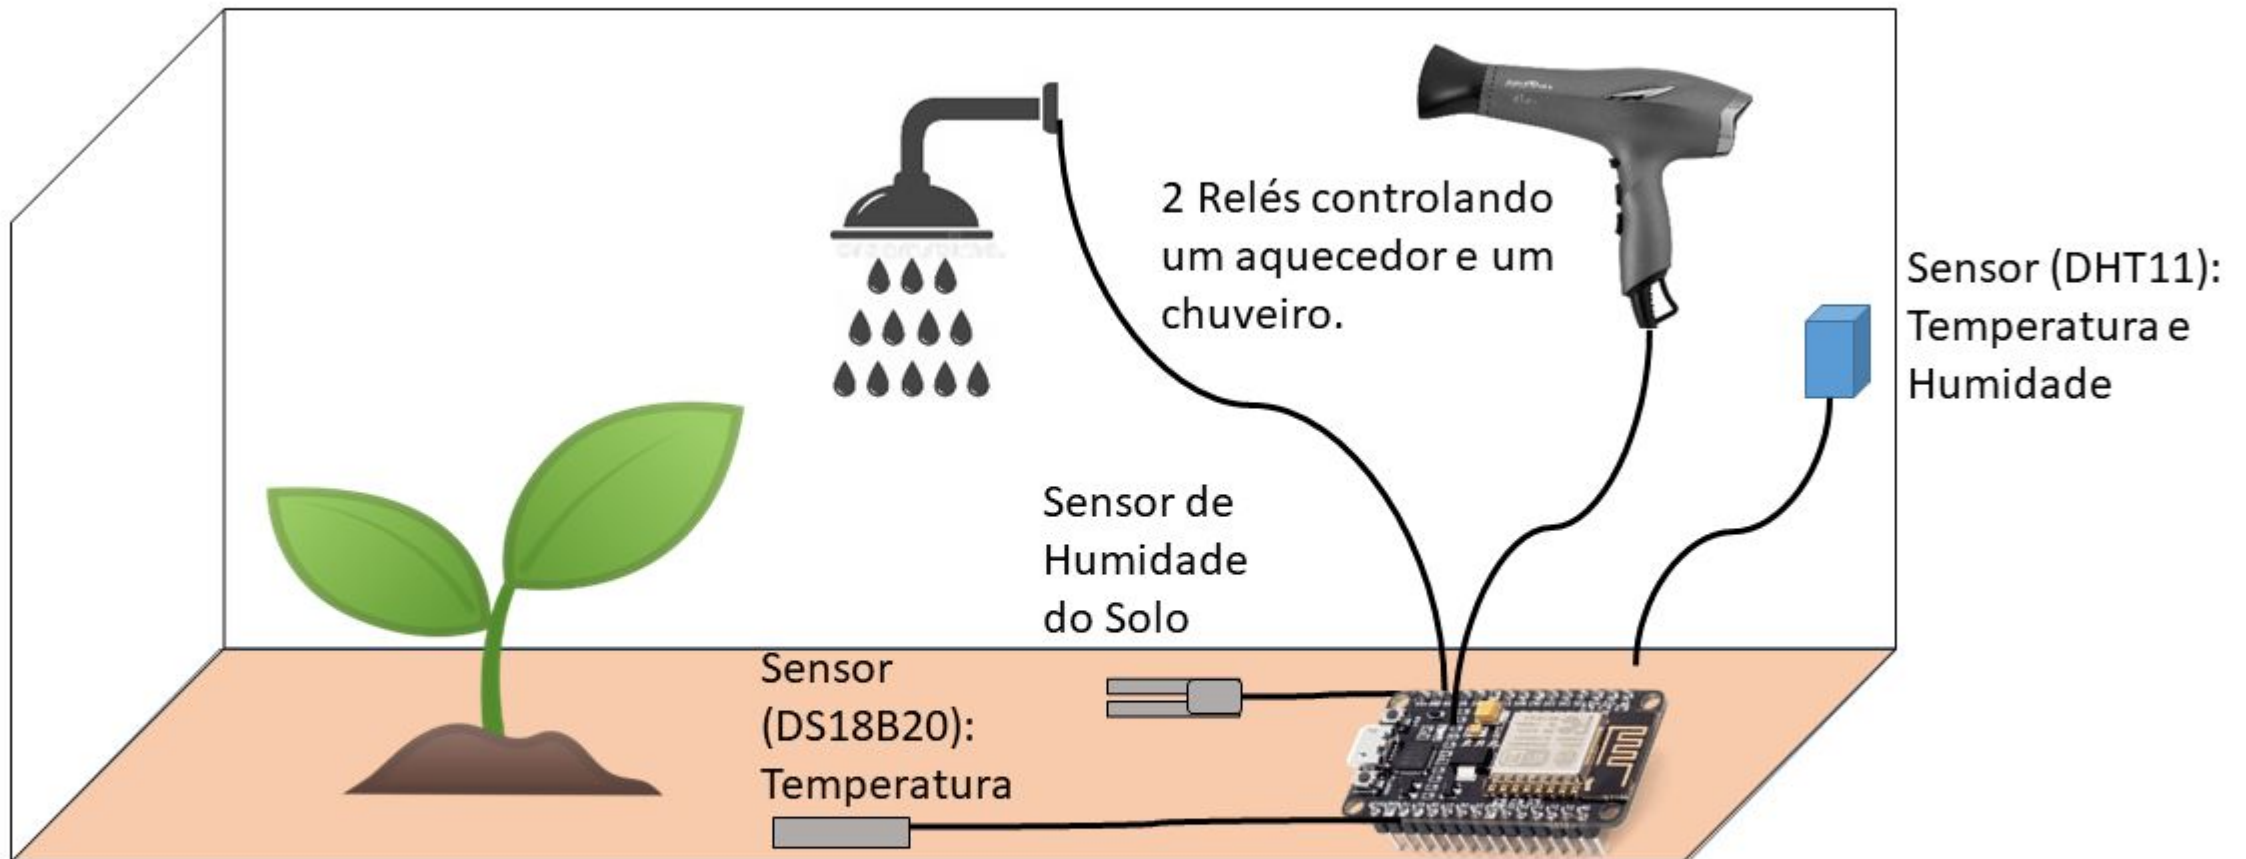 2 Relés controlando
um aquecedor e um
chuveiro.
Sensor (DHT11):
Temperatura e
Humidade
Sensor de
Humidade
do Solo
Sensor
(DS18B20):
Temperatura